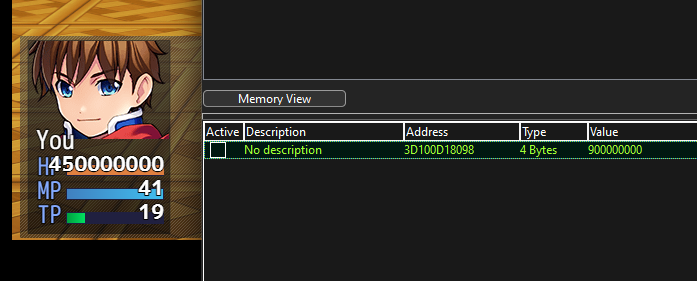 Memory View
Active Description Address Type Value
No description 3D100D18098 4 Bytes 900000000
You
HP 450000000
MP 41
TP 19